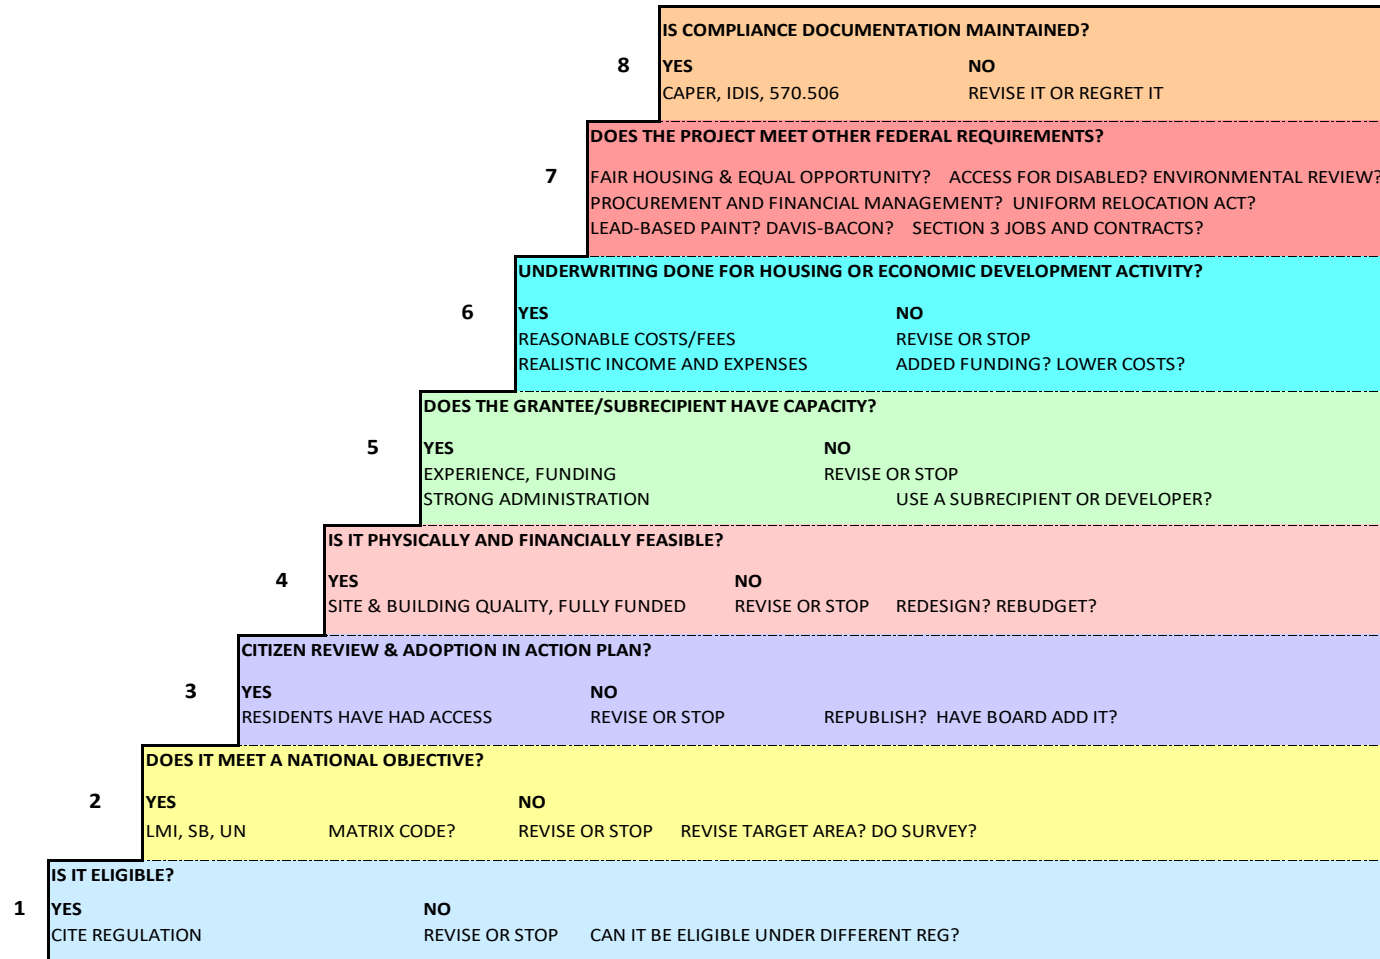 IS COMPLIANCE DOCUMENTATION MAINTAINED?
8 YES NO
CAPER, IDIS, 570.506 REVISE IT OR REGRET IT
DOES THE PROJECT MEET OTHER FEDERAL REQUIREMENTS?
7 FAIR HOUSING & EQUAL OPPORTUNITY? ACCESS FOR DISABLED? ENVIRONMENTAL REVIEW?
PROCUREMENT AND FINANCIAL MANAGEMENT? UNIFORM RELOCATION ACT?
LEAD-BASED PAINT? DAVIS-BACON? SECTION 3 JOBS AND CONTRACTS?
UNDERWRITING DONE FOR HOUSING OR ECONOMIC DEVELOPMENT ACTIVITY?
6 YES NO
REASONABLE COSTS/FEES REVISE OR STOP
REALISTIC INCOME AND EXPENSES ADDED FUNDING? LOWER COSTS?
DOES THE GRANTEE/SUBRECIPIENT HAVE CAPACITY?
5 YES NO
EXPERIENCE, FUNDING REVISE OR STOP
STRONG ADMINISTRATION USE A SUBRECIPIENT OR DEVELOPER?
IS IT PHYSICALLY AND FINANCIALLY FEASIBLE?
4 YES NO
SITE & BUILDING QUALITY, FULLY FUNDED REVISE OR STOP REDESIGN? REBUDGET?
CITIZEN REVIEW & ADOPTION IN ACTION PLAN?
3 YES NO
RESIDENTS HAVE HAD ACCESS REVISE OR STOP REPUBLISH? HAVE BOARD ADD IT?
DOES IT MEET A NATIONAL OBJECTIVE?
2 YES NO
LMI, SB, UN MATRIX CODE? REVISE OR STOP REVISE TARGET AREA? DO SURVEY?
IS IT ELIGIBLE?
1 YES NO
CITE REGULATION REVISE OR STOP CAN IT BE ELIGIBLE UNDER DIFFERENT REG?